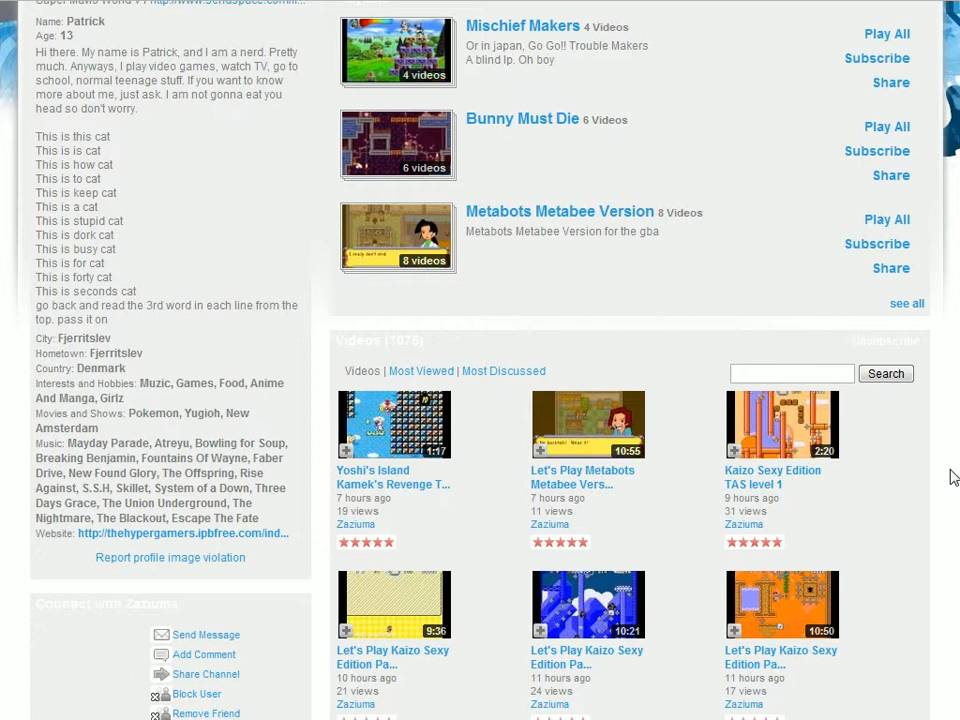 Name: Patrick
Age: 13
Hi there. My name is Patrick, and I am a nerd. Pretty
much. Anyways, I play video games, watch TV, go to
school, normal teenage stuff. If you want to know
more about me, just ask. I am not gonna eat you
head so don't worry.
This is this cat
This is is cat
This is how cat
This is to cat
This is keep cat
This is a cat
This is stupid cat
This is dork cat
This is busy cat
This is for cat
This is forty cat
This is seconds cat
go back and read the 3rd word in each line from the
top. pass it on
City: Fjerritslev
Hometown: Fjerritslev
Country: Denmark
Interests and Hobbies: Muzic, Games, Food, Anime
And Manga, Girlz
Movies and Shows: Pokemon, Yugioh, New
Amsterdam
Music: Mayday Parade, Atreyu, Bowling for Soup,
Breaking Benjamin, Fountains Of Wayne, Faber
Drive, New Found Glory, The Offspring, Rise
Against, S.S.H, Skillet, System of a Down, Three
Days Grace, The Union Underground, The
Nightmare, The Blackout, Escape The Fate
Website: http://thehypergamers.ipbfree.com/ind...
Report profile image violation
Connect with Zaziuma
Send Message
Add Comment
Share Channel
Block User
Remove Friend
Mischief Makers 4 Videos
Or in japan, Go Go!! Trouble Makers
A blind lp. Oh boy
4 videos
Play All
Subscribe
Share
Bunny Must Die 6 Videos
6 videos
Play All
Subscribe
Share
Metabots Metabee Version 8 Videos
Metabots Metabee Version for the gba
8 videos
Play All
Subscribe
Share
see all
Videos (1076)
Unsubscribe
Videos | Most Viewed | Most Discussed
Search
1:17
10:55
2:20
Yoshi's Island
Kamek's Revenge T...
7 hours ago
19 views
Zaziuma
Let's Play Metabots
Metabee Vers...
7 hours ago
11 views
Zaziuma
Kaizo Sexy Edition
TAS level 1
9 hours ago
31 views
Zaziuma
9:36
10:21
10:50
Let's Play Kaizo Sexy
Edition Pa...
10 hours ago
21 views
Zaziuma
Let's Play Kaizo Sexy
Edition Pa...
11 hours ago
24 views
Zaziuma
Let's Play Kaizo Sexy
Edition Pa...
11 hours ago
17 views
Zaziuma